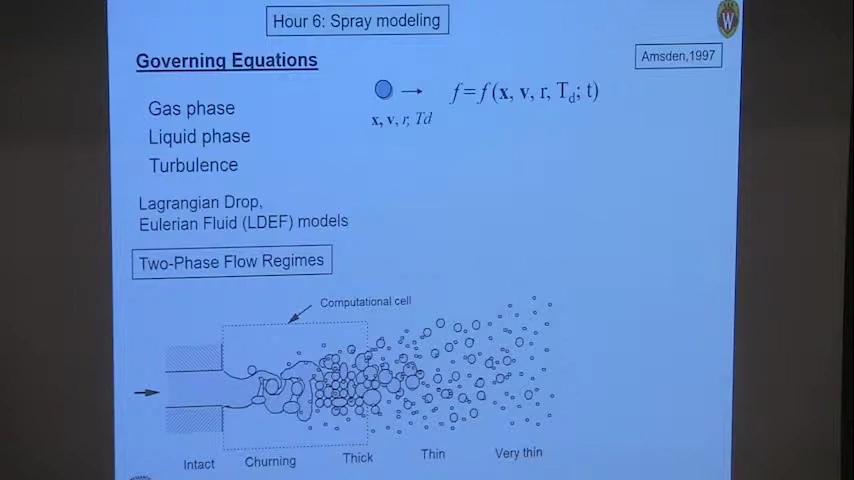 Hour 6: Spray modeling
W
Governing Equations
Amsden,1997
f=f(x, v, r, Td; t)
x, v, r, Td
Gas phase
Liquid phase
Turbulence
Lagrangian Drop,
Eulerian Fluid (LDEF) models
Two-Phase Flow Regimes
Computational cell
Intact Churning Thick Thin Very thin